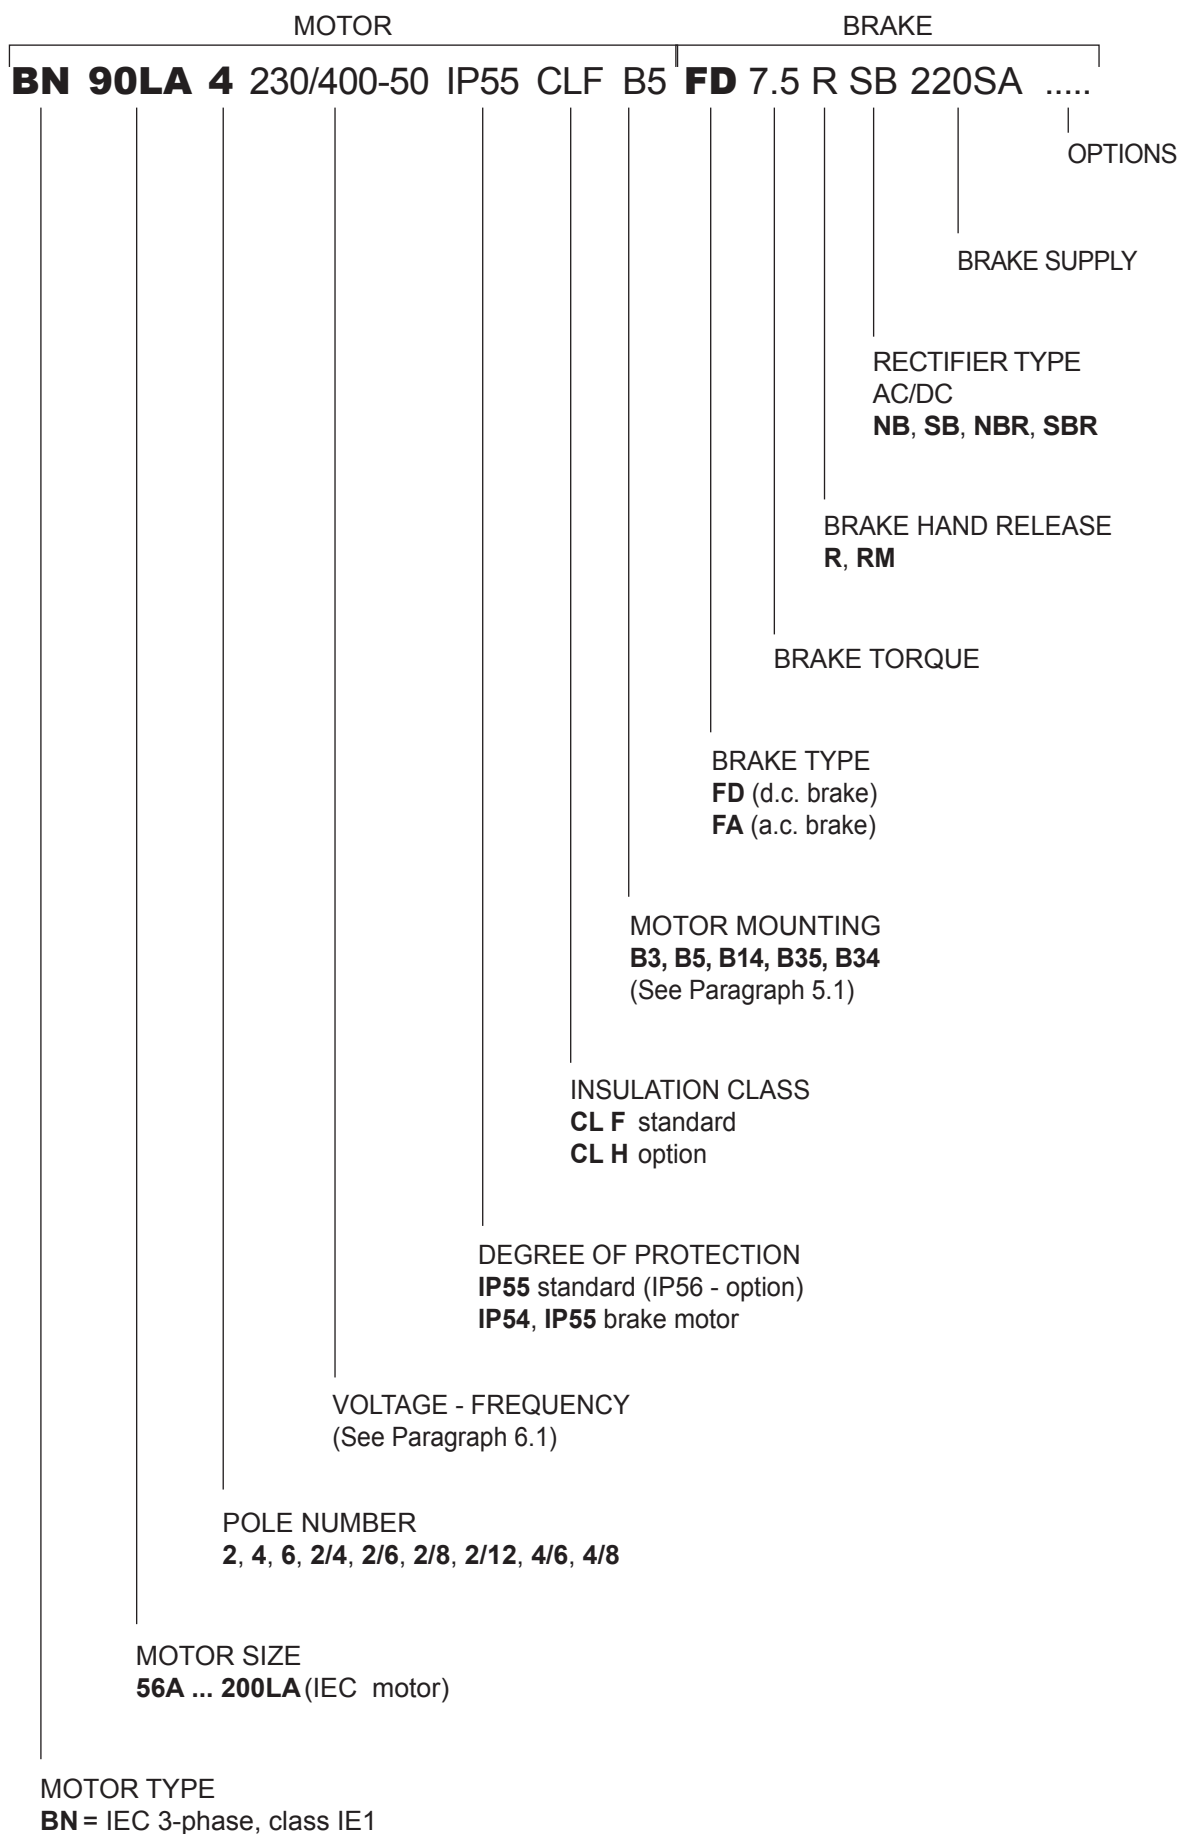 MOTOR BRAKE
BN 90LA 4 230/400-50 IP55 CLF B5 FD 7.5 R SB 220SA .....
OPTIONS
BRAKE SUPPLY
RECTIFIER TYPE
AC/DC
NB, SB, NBR, SBR
BRAKE HAND RELEASE
R, RM
BRAKE TORQUE
BRAKE TYPE
FD (d.c. brake)
FA (a.c. brake)
MOTOR MOUNTING
B3, B5, B14, B35, B34
(See Paragraph 5.1)
INSULATION CLASS
CL F standard
CL H option
DEGREE OF PROTECTION
IP55 standard (IP56 - option)
IP54, IP55 brake motor
VOLTAGE - FREQUENCY
(See Paragraph 6.1)
POLE NUMBER
2, 4, 6, 2/4, 2/6, 2/8, 2/12, 4/6, 4/8
MOTOR SIZE
56A ... 200LA (IEC motor)
MOTOR TYPE
BN = IEC 3-phase, class IE1